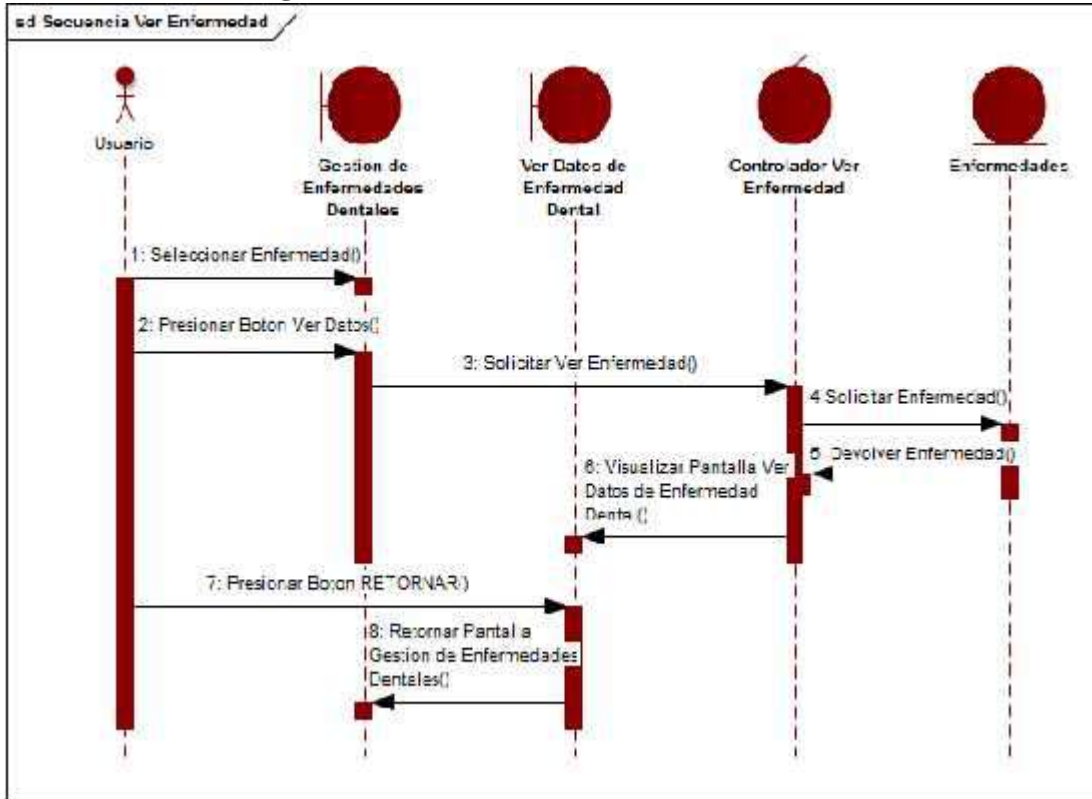 sd Secuencia Ver Enfermedad
Usuario
Gestion de
Enfermedades
Dentales
Ver Datos de
Enfermedad
Dental
Controlador Ver
Enfermedad
Enfermedades
1: Seleccionar Enfermedad()
2: Presionar Boton Ver Datos()
3: Solicitar Ver Enfermedad()
4 Solicitar Enfermedad()
5. Devolver Enfermedad()
6: Visualizar Pantalla Ver
Datos de Enfermedad
Dental()
7: Presionar Boton RETORNAR()
8: Retornar Pantalla
Gestion de Enfermedades
Dentales()